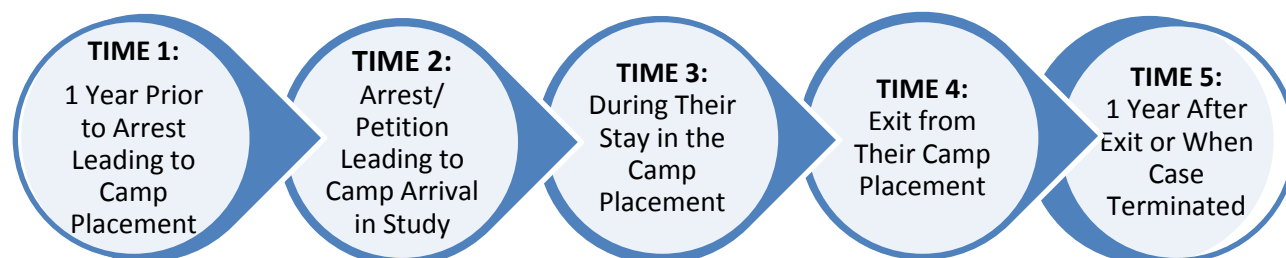 TIME 1:
1 Year Prior
to Arrest
Leading to
Camp
Placement
TIME 2:
Arrest/
Petition
Leading to
Camp Arrival
in Study
TIME 3:
During Their
Stay in the
Camp
Placement
TIME 4:
Exit from
Their Camp
Placement
TIME 5:
1 Year After
Exit or When
Case
Terminated